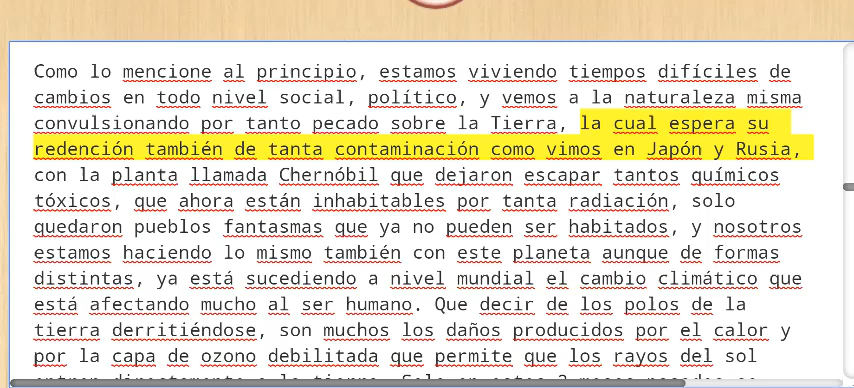 Como lo mencione al principio, estamos viviendo tiempos difíciles de
cambios en todo nivel social, político, y vemos a la naturaleza misma
convulsionando por tanto pecado sobre la Tierra, la cual espera su
redención también de tanta contaminación como vimos en Japón y Rusia,
con la planta llamada Chernóbil que dejaron escapar tantos químicos
tóxicos, que ahora están inhabitables por tanta radiación, solo
quedaron pueblos fantasmas que ya no pueden ser habitados, y nosotros
estamos haciendo lo mismo también con este planeta aunque de formas
distintas, ya está sucediendo a nivel mundial el cambio climático que
está afectando mucho al ser humano. Que decir de los polos de la
tierra derritiéndose, son muchos los daños producidos por el calor y
por la capa de ozono debilitada que permite que los rayos del sol